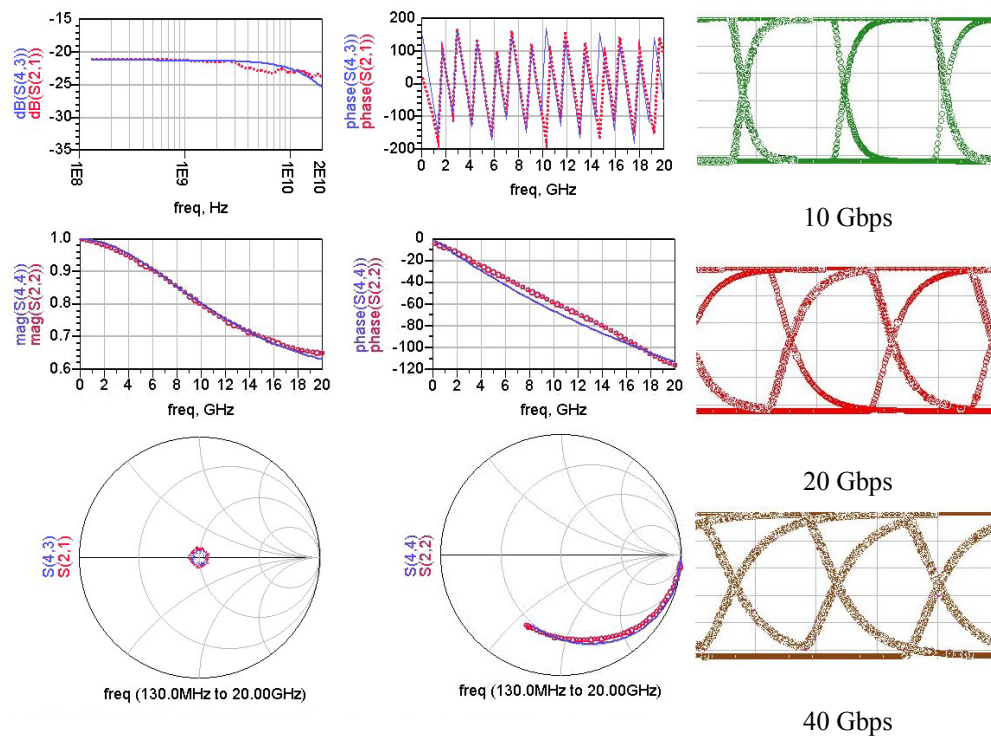 -15
-20
-25
-30
-35
dB(S(4,3))
dB(S(2,1))
1E8
1E9
1E10
2E10
freq, Hz
200
100
0
-100
-200
phase(S(4,3))
phase(S(2,1))
0 2 4 6 8 10 12 14 16 18 20
freq, GHz
10 Gbps
1.0
0.9
0.8
0.7
0.6
mag(S(4,4))
mag(S(2,2))
0 2 4 6 8 10 12 14 16 18 20
freq, GHz
0
-20
-40
-60
-80
-100
-120
phase(S(4,4))
phase(S(2,2))
0 2 4 6 8 10 12 14 16 18 20
freq, GHz
20 Gbps
S(4,3)
S(2,1)
freq (130.0MHz to 20.00GHz)
S(4,4)
S(2,2)
freq (130.0MHz to 20.00GHz)
40 Gbps